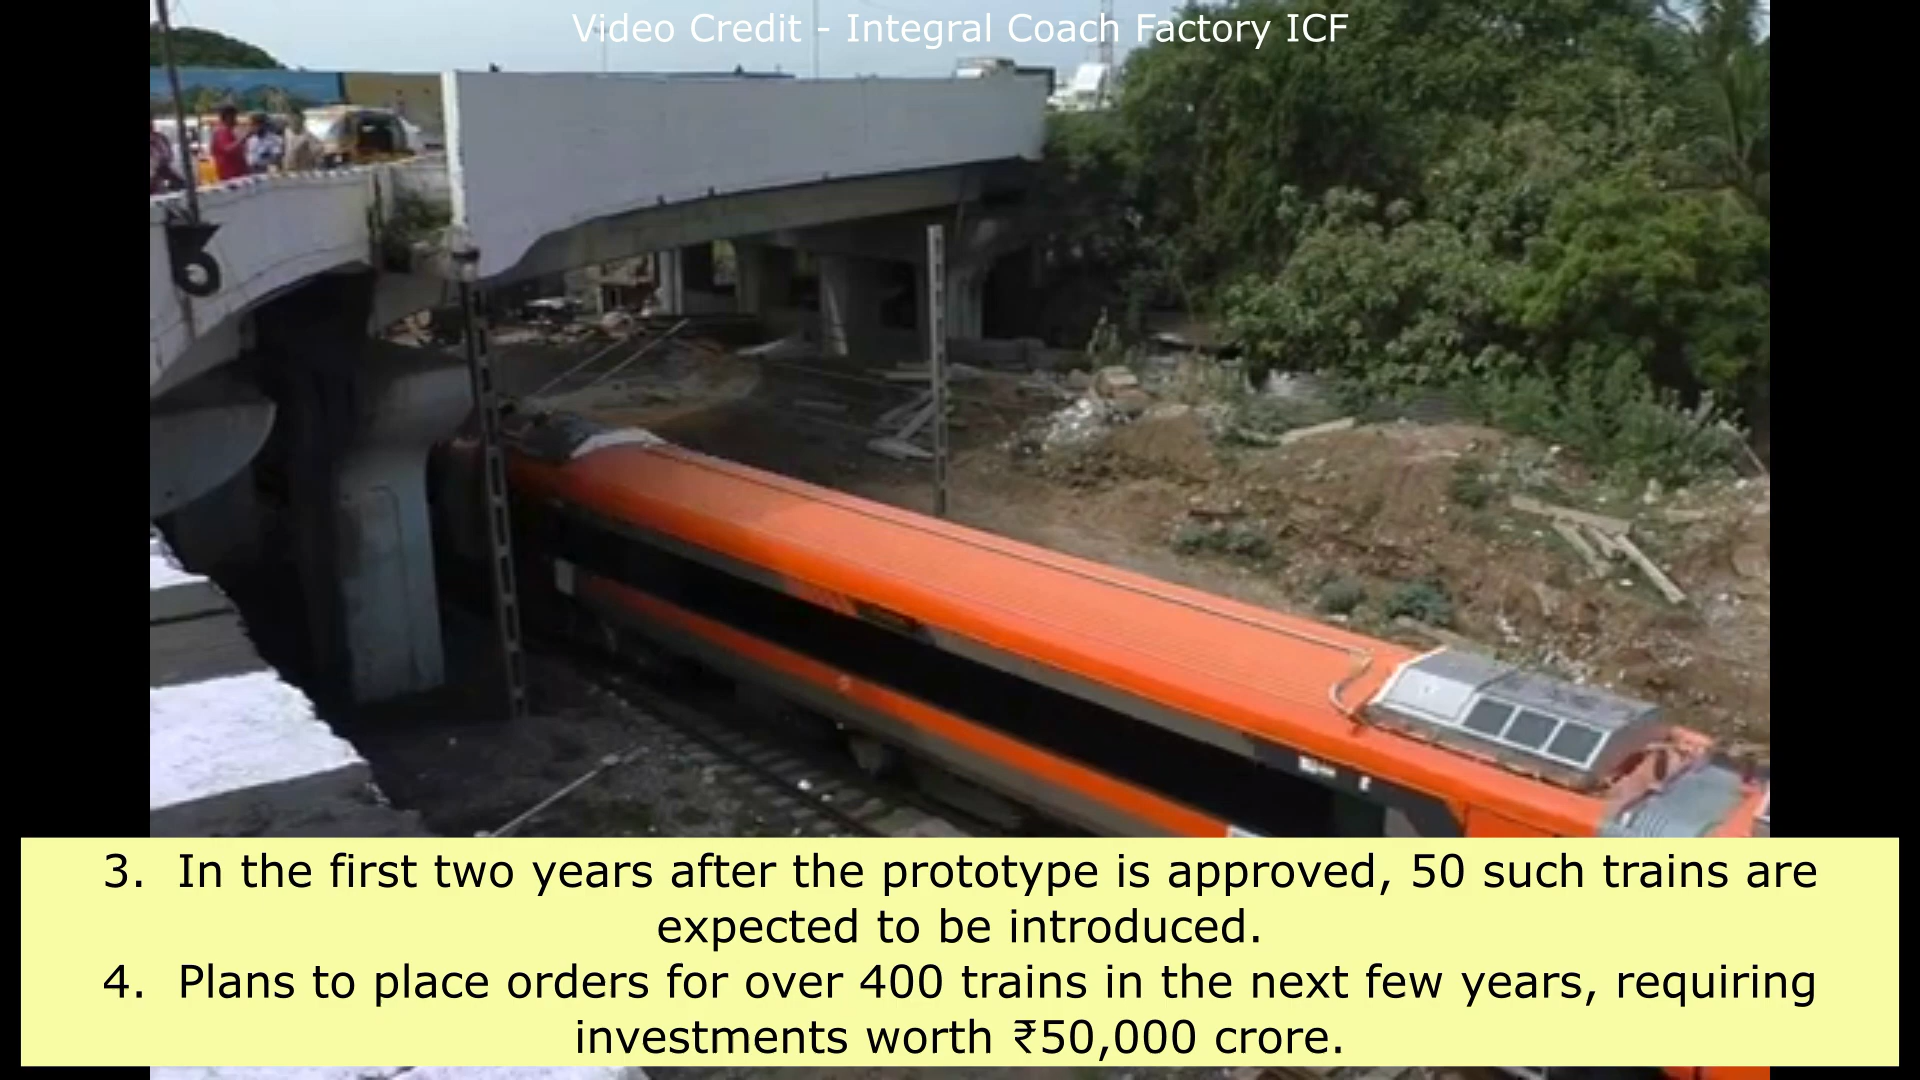 Video Credit - Integral Coach Factory ICF
3. In the first two years after the prototype is approved, 50 such trains are
expected to be introduced.
4. Plans to place orders for over 400 trains in the next few years, requiring
investments worth ₹50,000 crore.